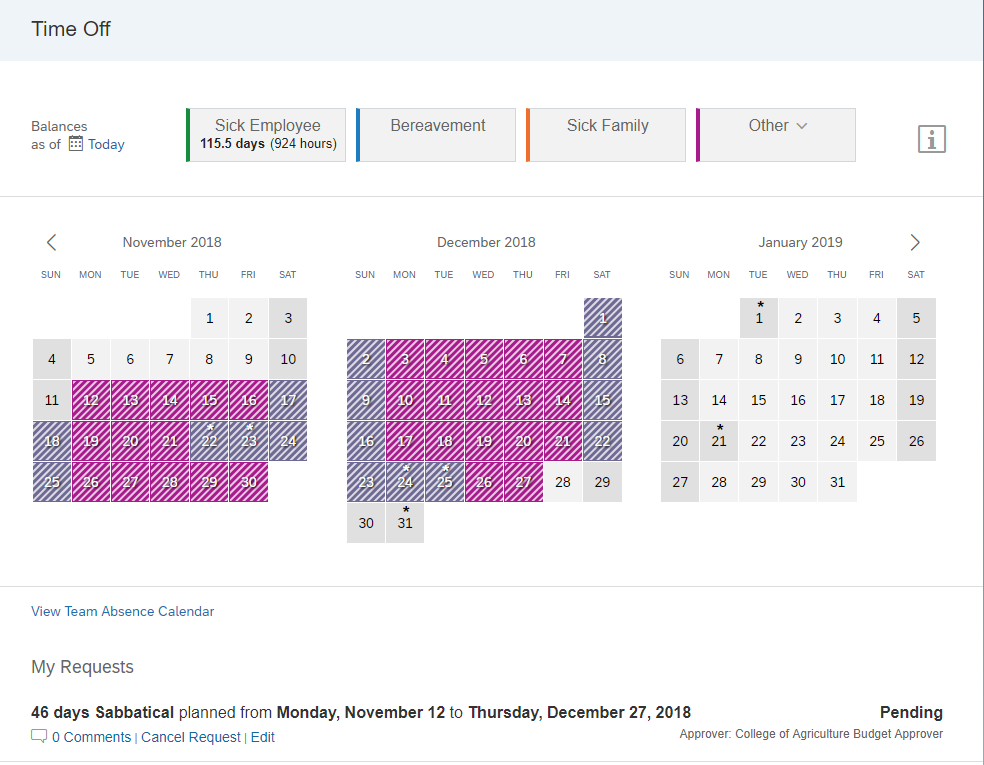 Time Off
Balances
as of Today
Sick Employee
115.5 days (924 hours)
Bereavement
Sick Family
Other
i
November 2018
SUN MON TUE WED THU FRI SAT
1 2 3
4 5 6 7 8 9 10
11 12 13 14 15 16 17
18 19 20 21 * 22 * 23 24
25 26 27 28 29 30
December 2018
SUN MON TUE WED THU FRI SAT
1
2 3 4 5 6 7 8
9 10 11 12 13 14 15
16 17 18 19 20 21 22
23 * 24 * 25 26 27 28 29
30 * 31
January 2019
SUN MON TUE WED THU FRI SAT
* 1 2 3 4 5
6 7 8 9 10 11 12
13 14 15 16 17 18 19
20 * 21 22 23 24 25 26
27 28 29 30 31
View Team Absence Calendar
My Requests
46 days Sabbatical planned from Monday, November 12 to Thursday, December 27, 2018
Pending
0 Comments | Cancel Request | Edit
Approver: College of Agriculture Budget Approver